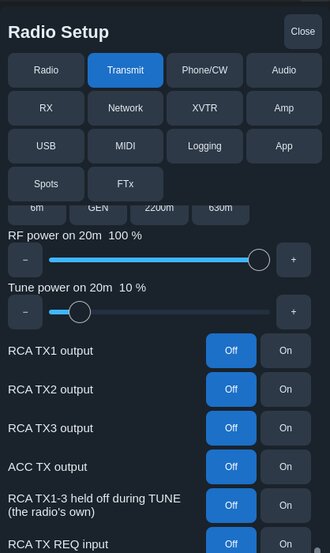 Radio Setup
Close
Radio Transmit Phone/CW Audio
RX Network XVTR Amp
USB MIDI Logging App
Spots FTx
6m GEN 2200m 630m
RF power on 20m 100 %
− +
Tune power on 20m 10 %
− +
RCA TX1 output Off On
RCA TX2 output Off On
RCA TX3 output Off On
ACC TX output Off On
RCA TX1-3 held off during TUNE
(the radio's own) Off On
RCA TX REQ input Off On